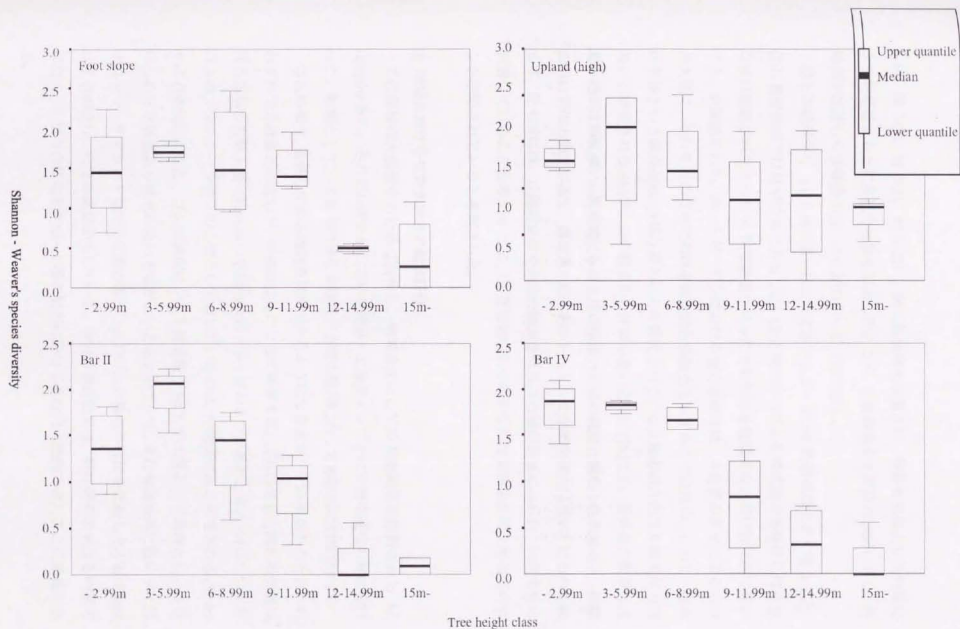 Upper quantile
Median
Lower quantile
Shannon - Weaver's species diversity
Foot slope
3.0
2.5
2.0
1.5
1.0
0.5
0.0
- 2.99m 3-5.99m 6-8.99m 9-11.99m 12-14.99m 15m-
Upland (high)
3.0
2.5
2.0
1.5
1.0
0.5
0.0
- 2.99m 3-5.99m 6-8.99m 9-11.99m 12-14.99m 15m-
Bar II
2.5
2.0
1.5
1.0
0.5
0.0
- 2.99m 3-5.99m 6-8.99m 9-11.99m 12-14.99m 15m-
Bar IV
2.5
2.0
1.5
1.0
0.5
0.0
- 2.99m 3-5.99m 6-8.99m 9-11.99m 12-14.99m 15m-
Tree height class